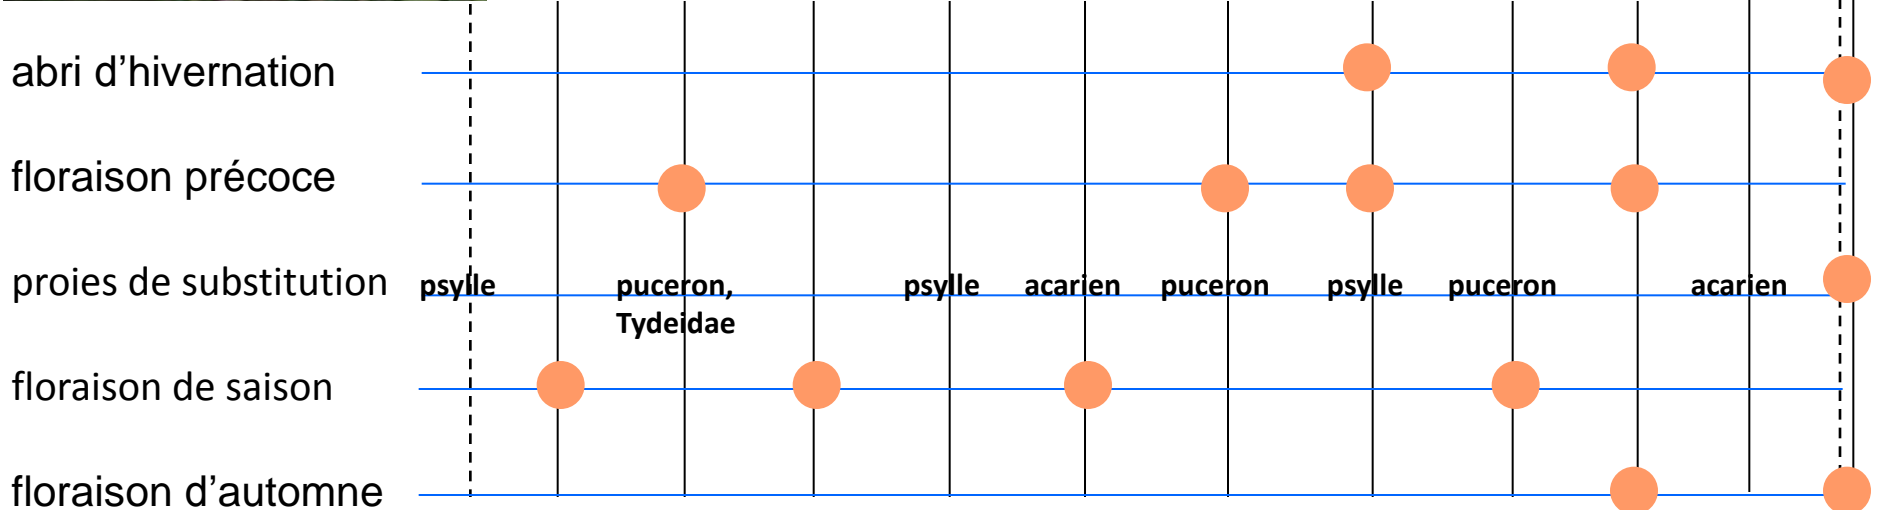 abri d’hivernation
floraison précoce
proies de substitution psylle puceron, psylle acarien puceron psylle puceron acarien
Tydeidae
floraison de saison
floraison d’automne